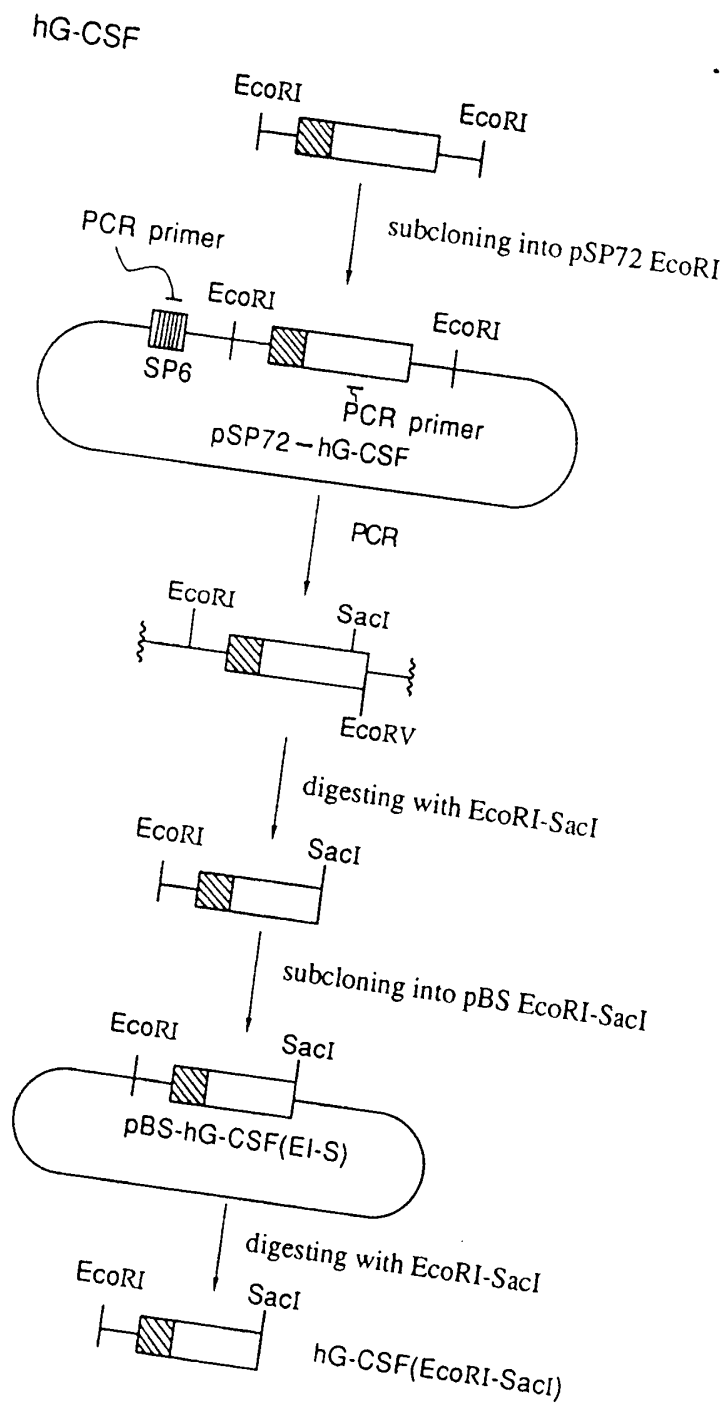 hG-CSF
EcoRI
EcoRI
subcloning into pSP72 EcoRI
PCR primer
EcoRI
EcoRI
SP6
PCR primer
pSP72-hG-CSF
PCR
EcoRI
SacI
EcoRV
digesting with EcoRI-SacI
EcoRI
SacI
subcloning into pBS EcoRI-SacI
EcoRI
SacI
pBS-hG-CSF(EI-S)
digesting with EcoRI-SacI
EcoRI
SacI
hG-CSF(EcoRI-SacI)